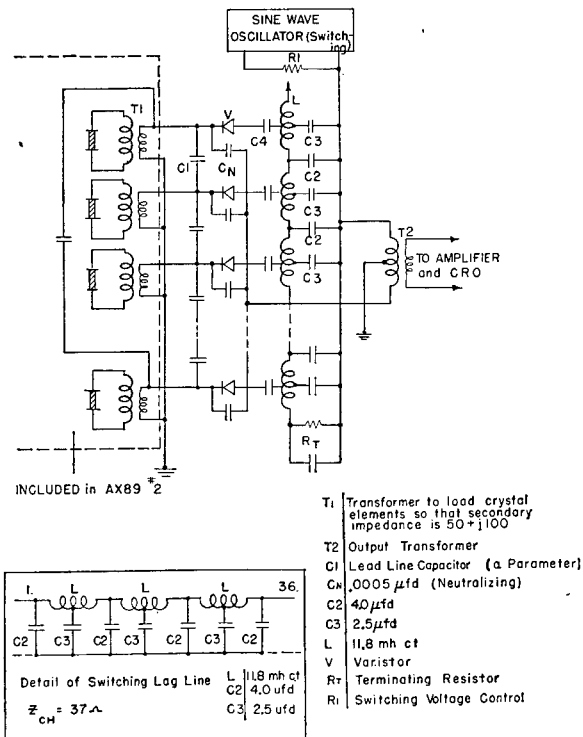 SINE WAVE
OSCILLATOR (Switch-
ing)
R1
L
T1
V
C4
C3
C1
CN
C2
C3
C2
C3
T2
TO AMPLIFIER
and CRO
RT
INCLUDED in AX89 #2
T1 Transformer to load crystal
elements so that secondary
impedance is 50+j100
T2 Output Transformer
C1 Lead Line Capacitor (a Parameter)
CN .0005 μfd (Neutralizing)
C2 4.0 μfd
C3 2.5 μfd
L 11.8 mh ct
V Varistor
RT Terminating Resistor
R1 Switching Voltage Control
1. L L L 36.
C2 C3 C2 C3 C2 C3 C2
Detail of Switching Lag Line
ZCH = 37 Ω
L 11.8 mh ct
C2 4.0 ufd
C3 2.5 ufd